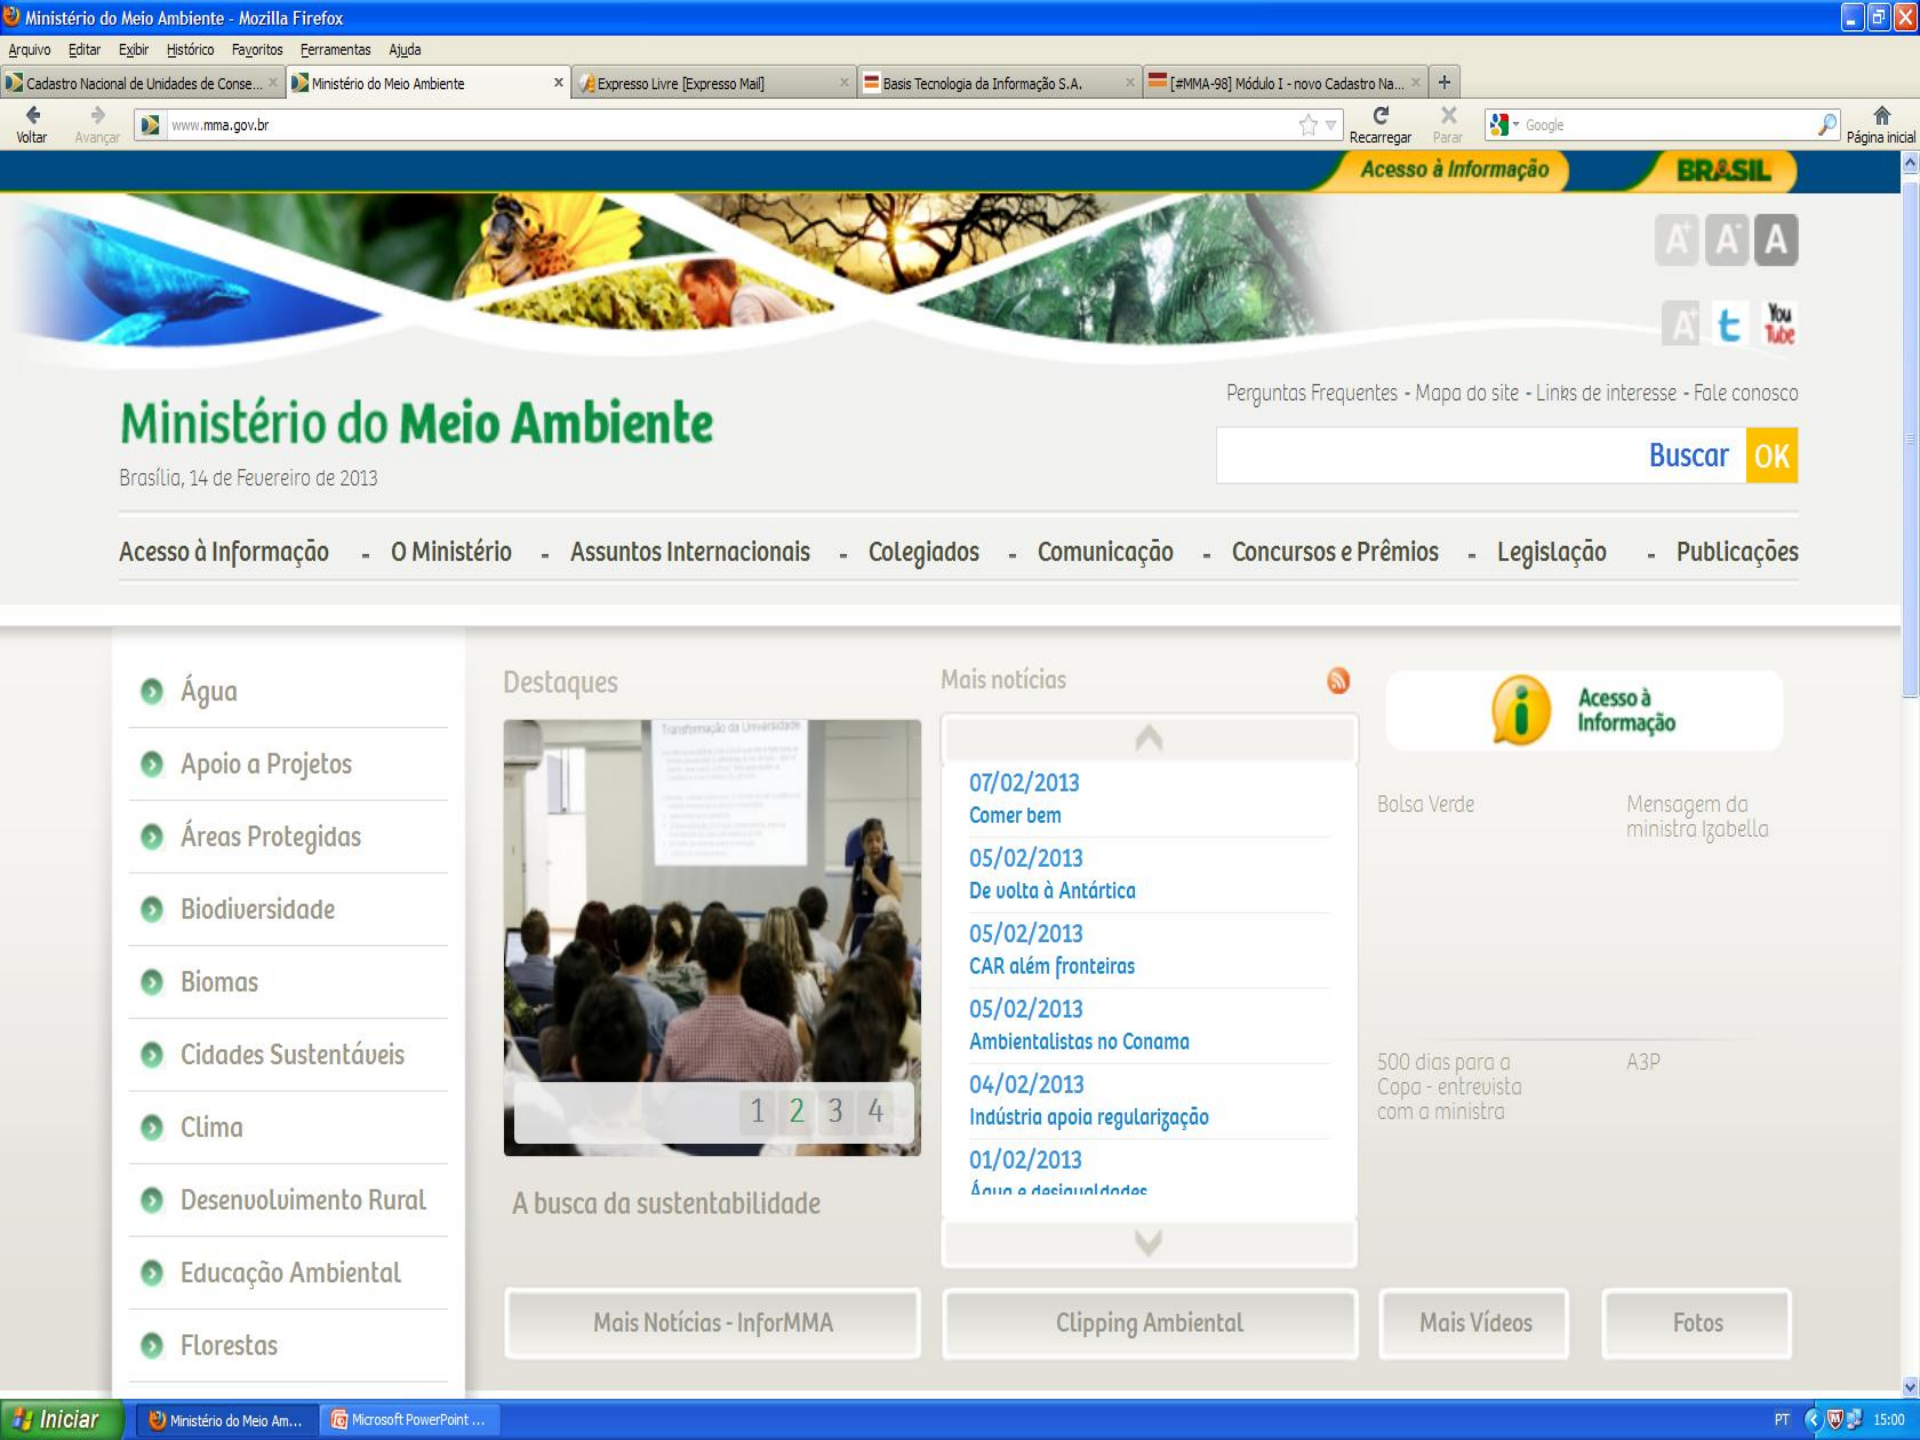 Ministério do Meio Ambiente - Mozilla Firefox
Arquivo Editar Exibir Histórico Favoritos Ferramentas Ajuda
Cadastro Nacional de Unidades de Conse... Ministério do Meio Ambiente Expresso Livre [Expresso Mail] Basis Tecnologia da Informação S.A. [#MMA-98] Módulo I - novo Cadastro Na...
Voltar Avançar www.mma.gov.br Recarregar Parar Google Página inicial
Acesso à Informação BRASIL
A+ A- A
A+ t You Tube
Perguntas Frequentes - Mapa do site - Links de interesse - Fale conosco
Ministério do Meio Ambiente
Buscar OK
Brasília, 14 de Fevereiro de 2013
Acesso à Informação - O Ministério - Assuntos Internacionais - Colegiados - Comunicação - Concursos e Prêmios - Legislação - Publicações
Água
Apoio a Projetos
Áreas Protegidas
Biodiversidade
Biomas
Cidades Sustentáveis
Clima
Desenvolvimento Rural
Educação Ambiental
Florestas
Destaques
Transformação da Universidade
1 2 3 4
A busca da sustentabilidade
Mais Notícias - InforMMA
Mais notícias
07/02/2013
Comer bem
05/02/2013
De volta à Antártica
05/02/2013
CAR além fronteiras
05/02/2013
Ambientalistas no Conama
04/02/2013
Indústria apoia regularização
01/02/2013
Água e desigualdades
Clipping Ambiental
Acesso à
Informação
Bolsa Verde
Mensagem da
ministra Izabella
500 dias para a
Copa - entrevista
com a ministra
A3P
Mais Vídeos
Fotos
Iniciar Ministério do Meio Am... Microsoft PowerPoint ... PT 15:00